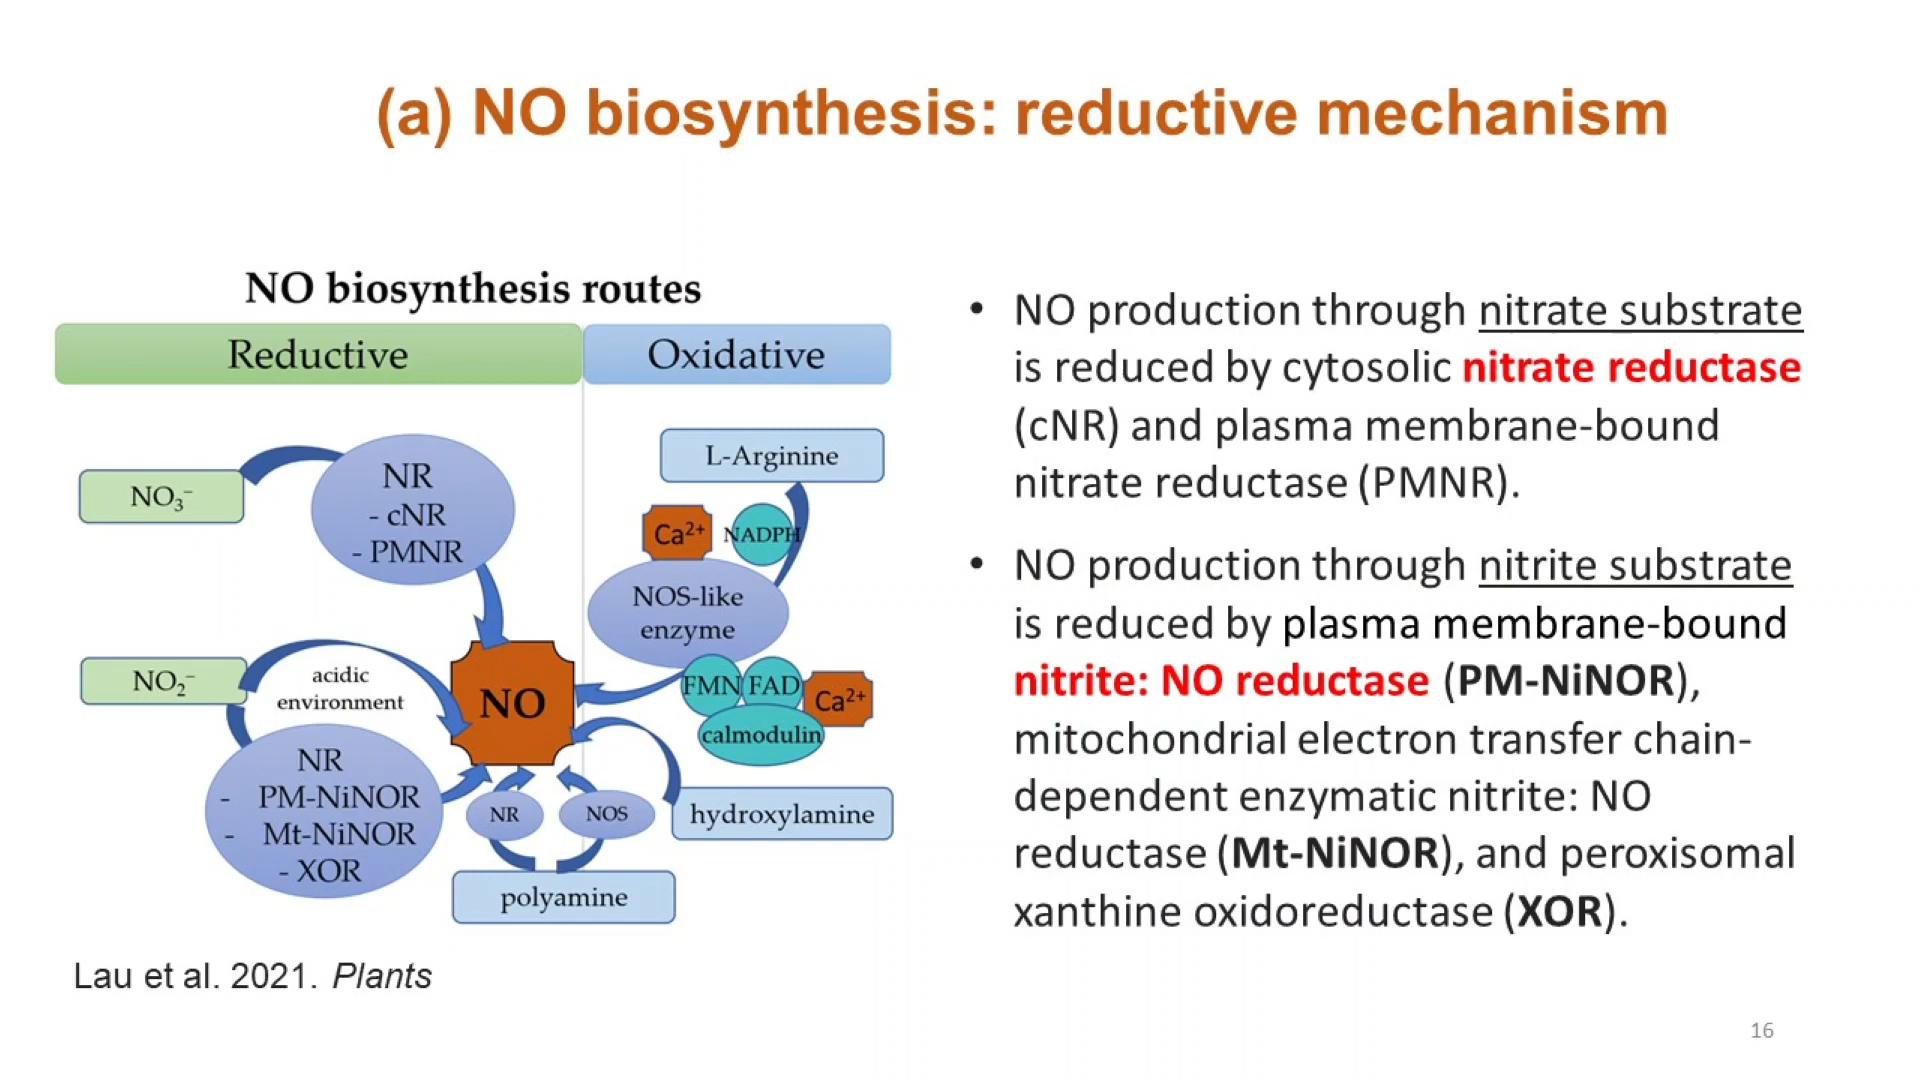 (a) NO biosynthesis: reductive mechanism
NO biosynthesis routes
Reductive
Oxidative
NO₃⁻
NR
- cNR
- PMNR
L-Arginine
Ca²⁺
NADPH
NOS-like
enzyme
NO₂⁻
acidic
environment
NO
FMN
FAD
Ca²⁺
calmodulin
NR
- PM-NiNOR
- Mt-NiNOR
- XOR
NR
NOS
hydroxylamine
polyamine
Lau et al. 2021. Plants
• NO production through nitrate substrate
is reduced by cytosolic nitrate reductase
(cNR) and plasma membrane-bound
nitrate reductase (PMNR).
• NO production through nitrite substrate
is reduced by plasma membrane-bound
nitrite: NO reductase (PM-NiNOR),
mitochondrial electron transfer chain-
dependent enzymatic nitrite: NO
reductase (Mt-NiNOR), and peroxisomal
xanthine oxidoreductase (XOR).
16